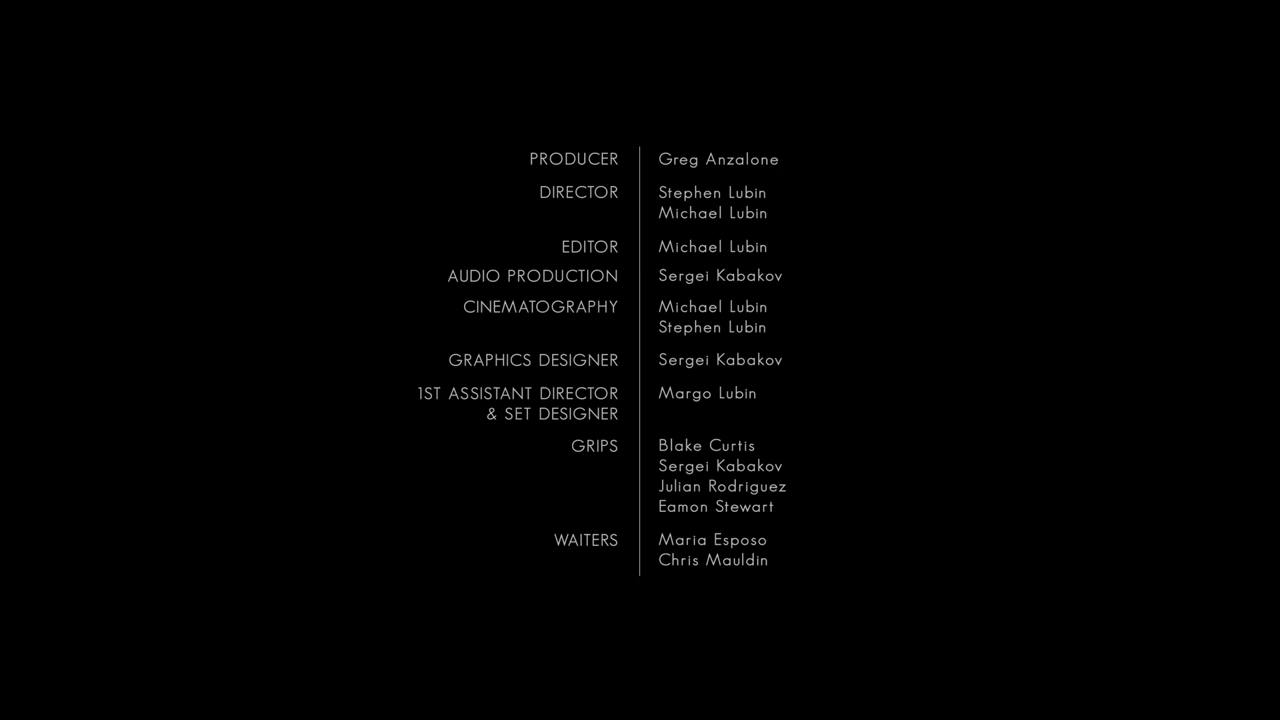 PRODUCER Greg Anzalone
DIRECTOR Stephen Lubin
Michael Lubin
EDITOR Michael Lubin
AUDIO PRODUCTION Sergei Kabakov
CINEMATOGRAPHY Michael Lubin
Stephen Lubin
GRAPHICS DESIGNER Sergei Kabakov
1ST ASSISTANT DIRECTOR Margo Lubin
& SET DESIGNER
GRIPS Blake Curtis
Sergei Kabakov
Julian Rodriguez
Eamon Stewart
WAITERS Maria Esposo
Chris Mauldin